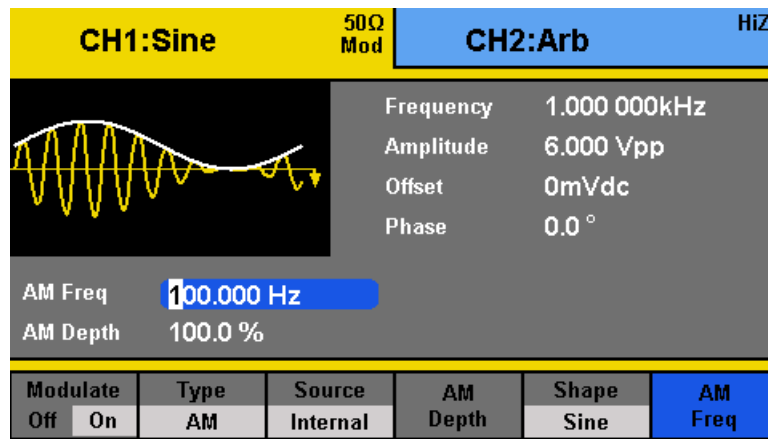 CH1:Sine 50Ω Mod CH2:Arb HiZ
Frequency 1.000 000kHz
Amplitude 6.000 Vpp
Offset 0mVdc
Phase 0.0 °
AM Freq 100.000 Hz
AM Depth 100.0 %
Modulate Type Source AM Depth Shape AM Freq
Off On AM Internal Sine